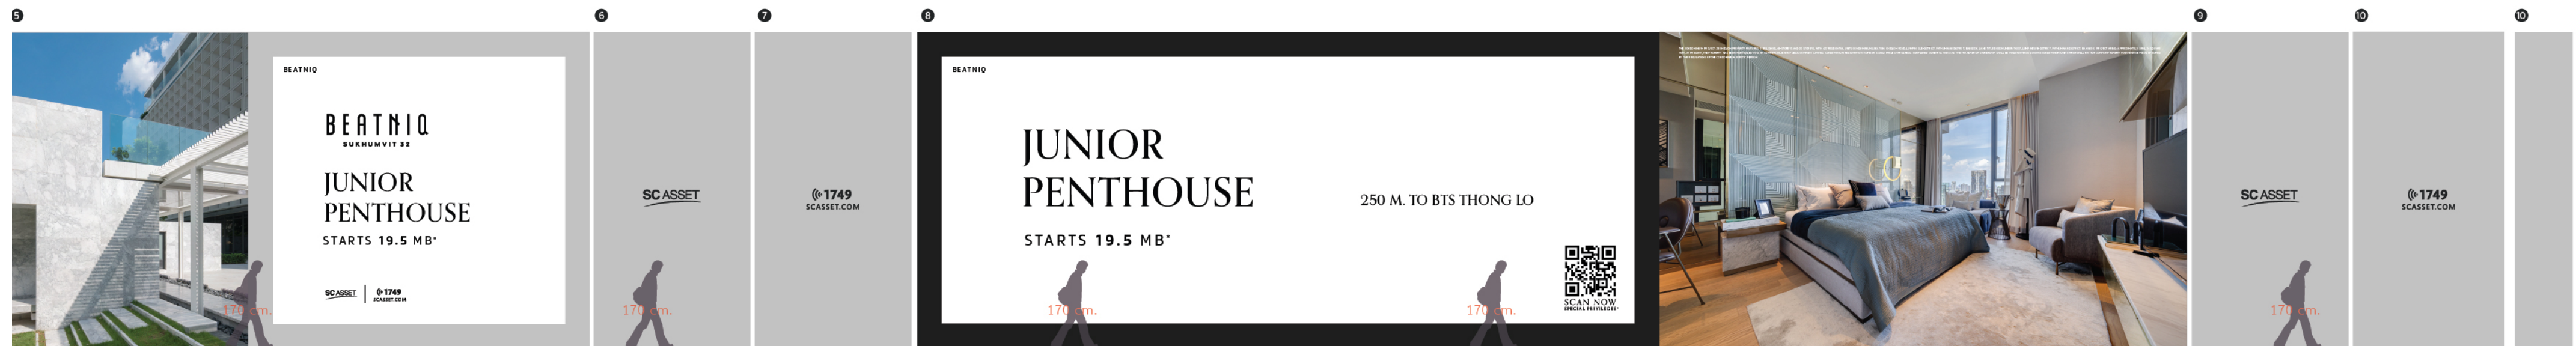 5
BEATNIQ
BEATNIQ
SUKHUMVIT 32
JUNIOR
PENTHOUSE
STARTS 19.5 MB*
SC ASSET
1749
SCASSET.COM
170 cm.
6
SC ASSET
170 cm.
7
1749
SCASSET.COM
8
BEATNIQ
JUNIOR
PENTHOUSE
STARTS 19.5 MB*
250 M. TO BTS THONG LO
SCAN NOW
SPECIAL PRIVILEGES*
170 cm.
170 cm.
9
SC ASSET
170 cm.
10
1749
SCASSET.COM
10